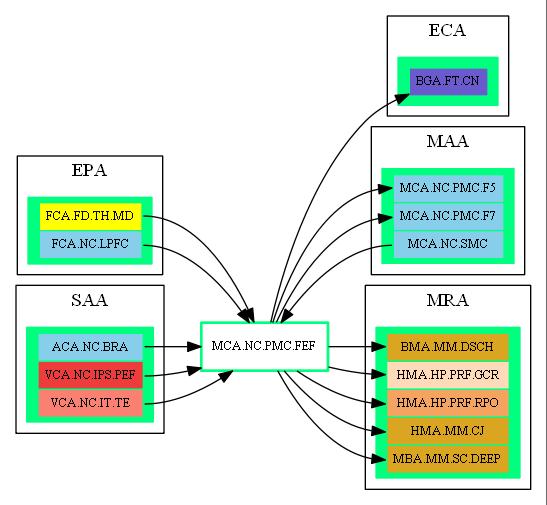 ECA
BGA.FT.CN
MAA
MCA.NC.PMC.F5
MCA.NC.PMC.F7
MCA.NC.SMC
EPA
FCA.FD.TH.MD
FCA.NC.LPFC
SAA
ACA.NC.BRA
VCA.NC.IPS.PEF
VCA.NC.IT.TE
MCA.NC.PMC.FEF
MRA
BMA.MM.DSCH
HMA.HP.PRF.GCR
HMA.HP.PRF.RPO
HMA.MM.CJ
MBA.MM.SC.DEEP